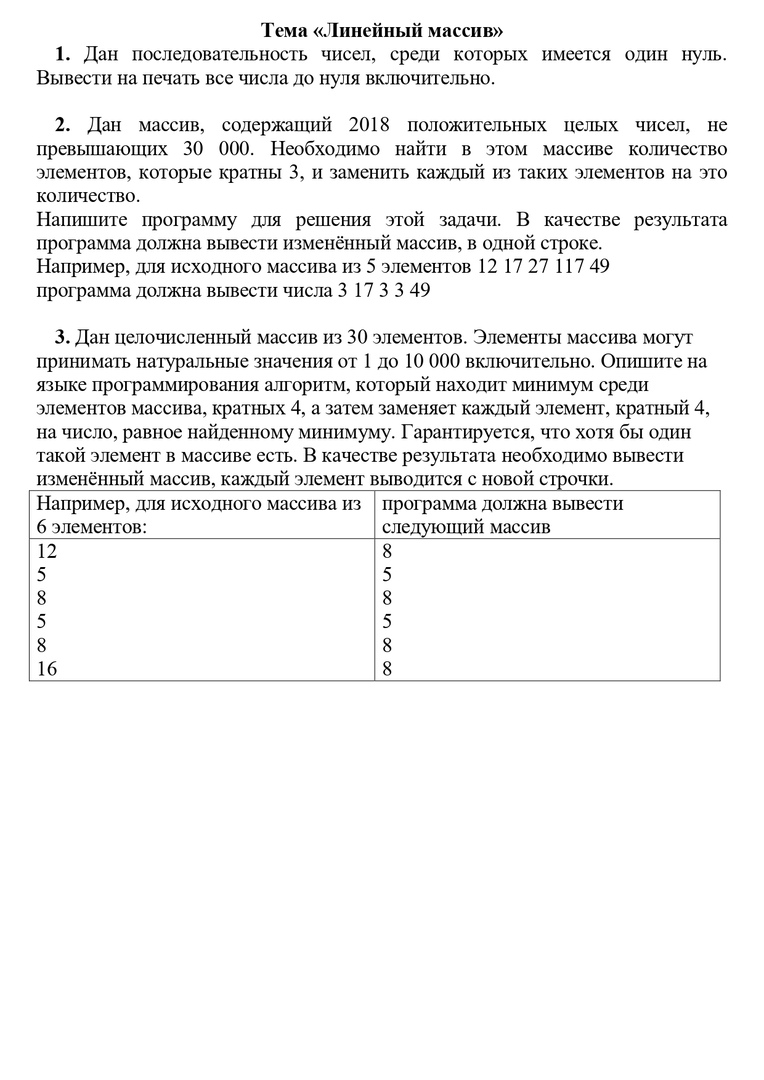 Тема «Линейный массив»
1. Дан последовательность чисел, среди которых имеется один нуль.
Вывести на печать все числа до нуля включительно.
2. Дан массив, содержащий 2018 положительных целых чисел, не
превышающих 30 000. Необходимо найти в этом массиве количество
элементов, которые кратны 3, и заменить каждый из таких элементов на это
количество.
Напишите программу для решения этой задачи. В качестве результата
программа должна вывести изменённый массив, в одной строке.
Например, для исходного массива из 5 элементов 12 17 27 117 49
программа должна вывести числа 3 17 3 3 49
3. Дан целочисленный массив из 30 элементов. Элементы массива могут
принимать натуральные значения от 1 до 10 000 включительно. Опишите на
языке программирования алгоритм, который находит минимум среди
элементов массива, кратных 4, а затем заменяет каждый элемент, кратный 4,
на число, равное найденному минимуму. Гарантируется, что хотя бы один
такой элемент в массиве есть. В качестве результата необходимо вывести
изменённый массив, каждый элемент выводится с новой строчки.
Например, для исходного массива из
6 элементов:
программа должна вывести
следующий массив
12
5
8
5
8
16
8
5
8
5
8
8